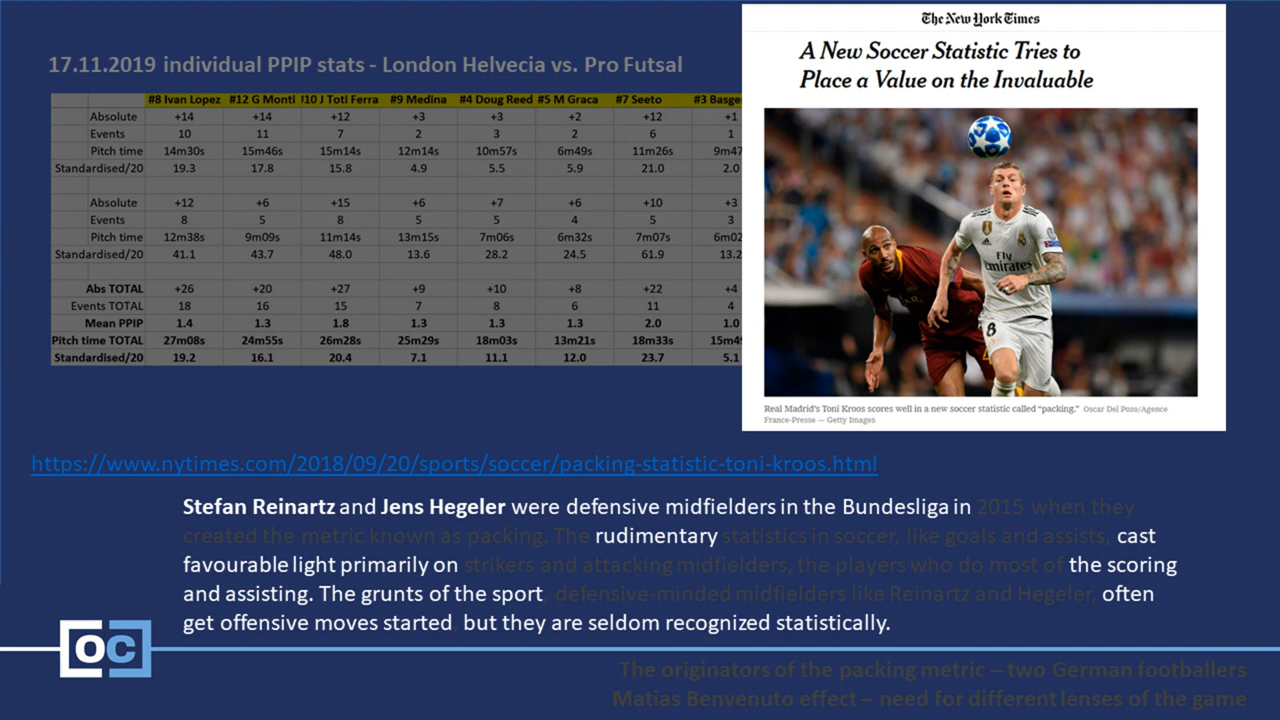 17.11.2019 individual PPIP stats - London Helvecia vs. Pro Futsal
#8 Ivan Lopez #12 G Monti !10 J Toti Ferra #9 Medina #4 Doug Reed #5 M Graca #7 Seeto #3 Basge
Absolute +14 +14 +12 +3 +3 +2 +12 +1
Events 10 11 7 2 3 2 6 1
Pitch time 14m30s 15m46s 15m14s 12m14s 10m57s 6m49s 11m26s 9m47
Standardised/20 19.3 17.8 15.8 4.9 5.5 5.9 21.0 2.0
Absolute +12 +6 +15 +6 +7 +6 +10 +3
Events 8 5 8 5 5 4 5 3
Pitch time 12m38s 9m09s 11m14s 13m15s 7m06s 6m32s 7m07s 6m02
Standardised/20 41.1 43.7 48.0 13.6 28.2 24.5 61.9 13.2
Abs TOTAL +26 +20 +27 +9 +10 +8 +22 +4
Events TOTAL 18 16 15 7 8 6 11 4
Mean PPIP 1.4 1.3 1.8 1.3 1.3 1.3 2.0 1.0
Pitch time TOTAL 27m08s 24m55s 26m28s 25m29s 18m03s 13m21s 18m33s 15m49
Standardised/20 19.2 16.1 20.4 7.1 11.1 12.0 23.7 5.1
The New York Times
A New Soccer Statistic Tries to
Place a Value on the Invaluable
Fly
Emirates
8
Real Madrid's Toni Kroos scores well in a new soccer statistic called “packing.” Oscar Del Pozo/Agence
France-Presse — Getty Images
https://www.nytimes.com/2018/09/20/sports/soccer/packing-statistic-toni-kroos.html
Stefan Reinartz and Jens Hegeler were defensive midfielders in the Bundesliga in 2015 when they
created the metric known as packing. The rudimentary statistics in soccer, like goals and assists, cast
favourable light primarily on strikers and attacking midfielders, the players who do most of the scoring
and assisting. The grunts of the sport, defensive-minded midfielders like Reinartz and Hegeler, often
get offensive moves started, but they are seldom recognized statistically.
OC
The originators of the packing metric – two German footballers
Matias Benvenuto effect – need for different lenses of the game